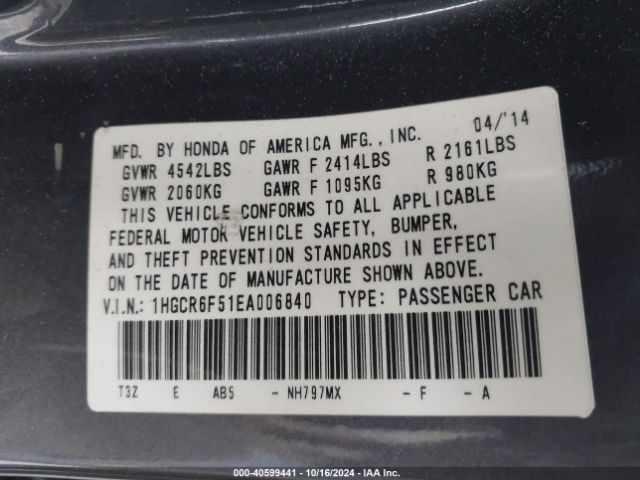 04/'14
MFD. BY HONDA OF AMERICA MFG., INC.
GVWR 4542LBS GAWR F 2414LBS R 2161LBS
GVWR 2060KG GAWR F 1095KG R 980KG
THIS VEHICLE CONFORMS TO ALL APPLICABLE
FEDERAL MOTOR VEHICLE SAFETY, BUMPER,
AND THEFT PREVENTION STANDARDS IN EFFECT
ON THE DATE OF MANUFACTURE SHOWN ABOVE.
V.I.N.: 1HGCR6F51EA006840 TYPE: PASSENGER CAR
T3Z E AB5 - NH797MX - F - A
000-40599441 - 10/16/2024 - IAA Inc.